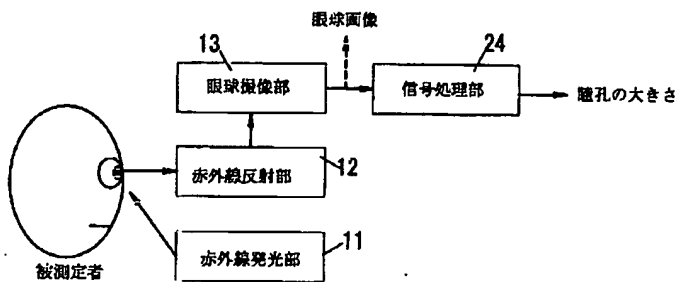 眼球画像
13
24
眼球撮像部
信号処理部
瞳孔の大きさ
赤外線反射部
12
赤外線発光部
11
被測定者